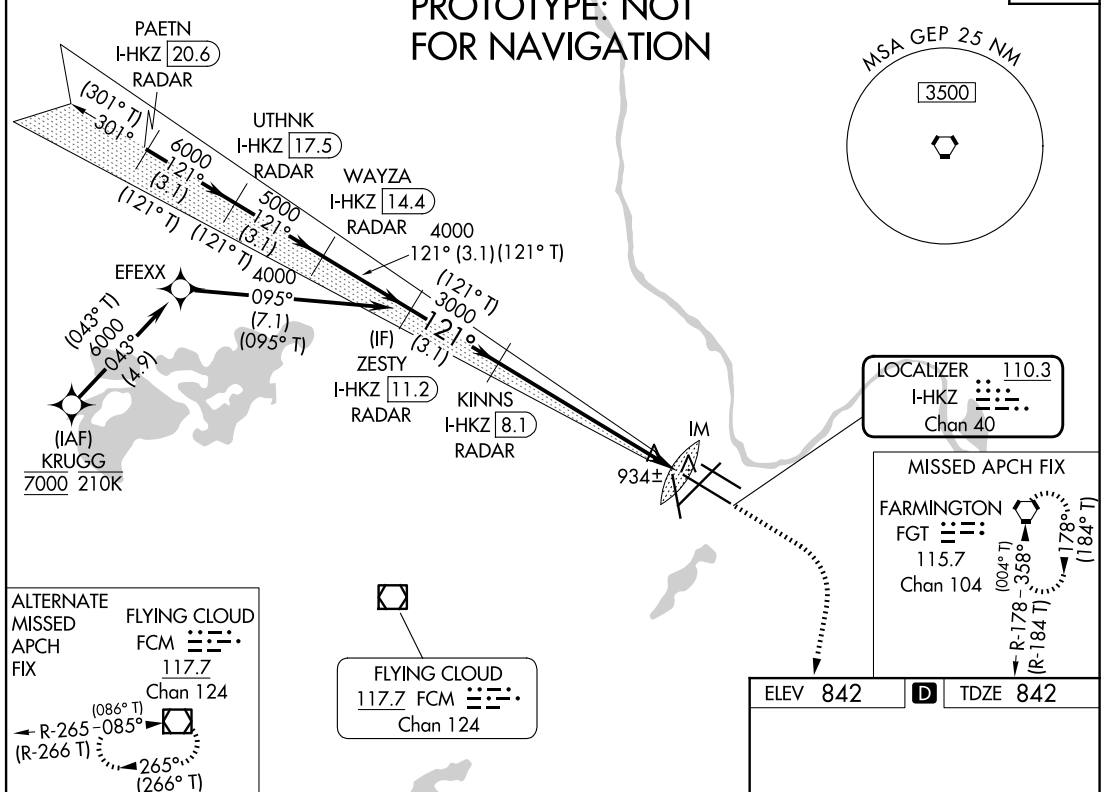 PROTOTYPE: NOT
FOR NAVIGATION
PAETN
I-HKZ 20.6
RADAR
(301° T)
301°
6000
121°
(3.1)
(121° T)
UTHNK
I-HKZ 17.5
RADAR
5000
121°
(3.1)
(121° T)
WAYZA
I-HKZ 14.4
RADAR
4000
121° (3.1) (121° T)
(121° T)
3000
121°
(3.1)
EFEXX
4000
095°
(7.1)
(095° T)
(043° T)
6000
043°
(4.9)
(IAF)
KRUGG
7000 210K
(IF)
ZESTY
I-HKZ 11.2
RADAR
KINNS
I-HKZ 8.1
RADAR
IM
934±
MSA GEP 25 NM
3500
LOCALIZER 110.3
I-HKZ
Chan 40
MISSED APCH FIX
FARMINGTON
FGT
115.7
Chan 104
(004° T)
R-178 358°
(R-184 T)
178°
(184° T)
ALTERNATE
MISSED
APCH
FIX
FLYING CLOUD
FCM
117.7
Chan 124
(086° T)
R-265 085°
(R-266 T)
265°
(266° T)
FLYING CLOUD
117.7 FCM
Chan 124
ELEV 842 D TDZE 842